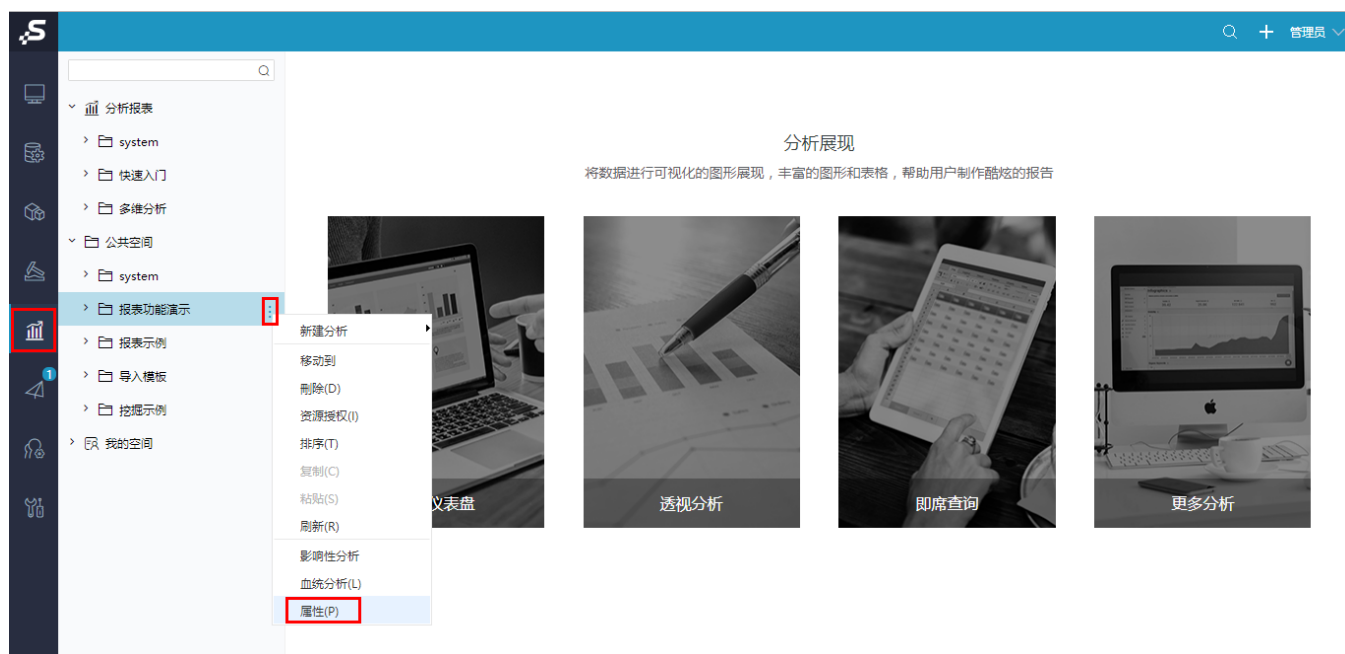 S
管理员
分析报表
system
快速入门
多维分析
公共空间
system
报表功能演示
报表示例
导入模板
挖掘示例
我的空间
1
分析展现
将数据进行可视化的图形展现，丰富的图形和表格，帮助用户制作酷炫的报告
新建分析
移动到
删除(D)
资源授权(I)
排序(T)
复制(C)
粘贴(S)
刷新(R)
影响性分析
血统分析(L)
属性(P)
仪表盘
透视分析
即席查询
更多分析